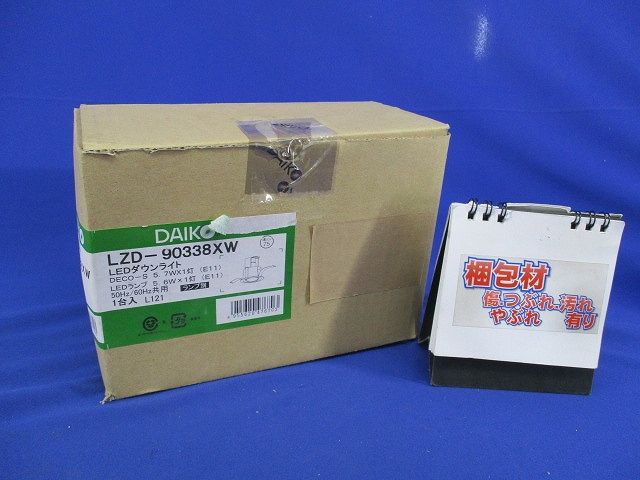 DAIKO
DAIKO
LZD-90338XW
LEDダウンライト
DECO-S 5.7W×1灯 (E11)
LEDランプ 5.6W×1灯 (E11)
50Hz/60Hz共用 ランプ別
1台入 L121
梱包材
傷.つぶれ.汚れ
やぶれ 有り